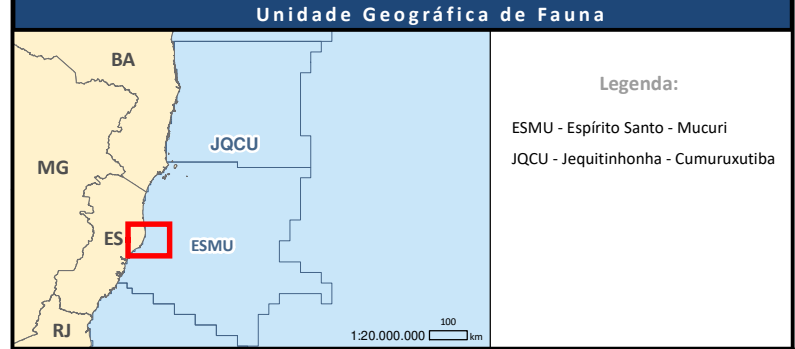 Unidade Geográfica de Fauna
BA
JQCU
MG
ES
ESMU
RJ
100
1:20.000.000 km
Legenda:
ESMU - Espírito Santo - Mucuri
JQCU - Jequitinhonha - Cumuruxutiba